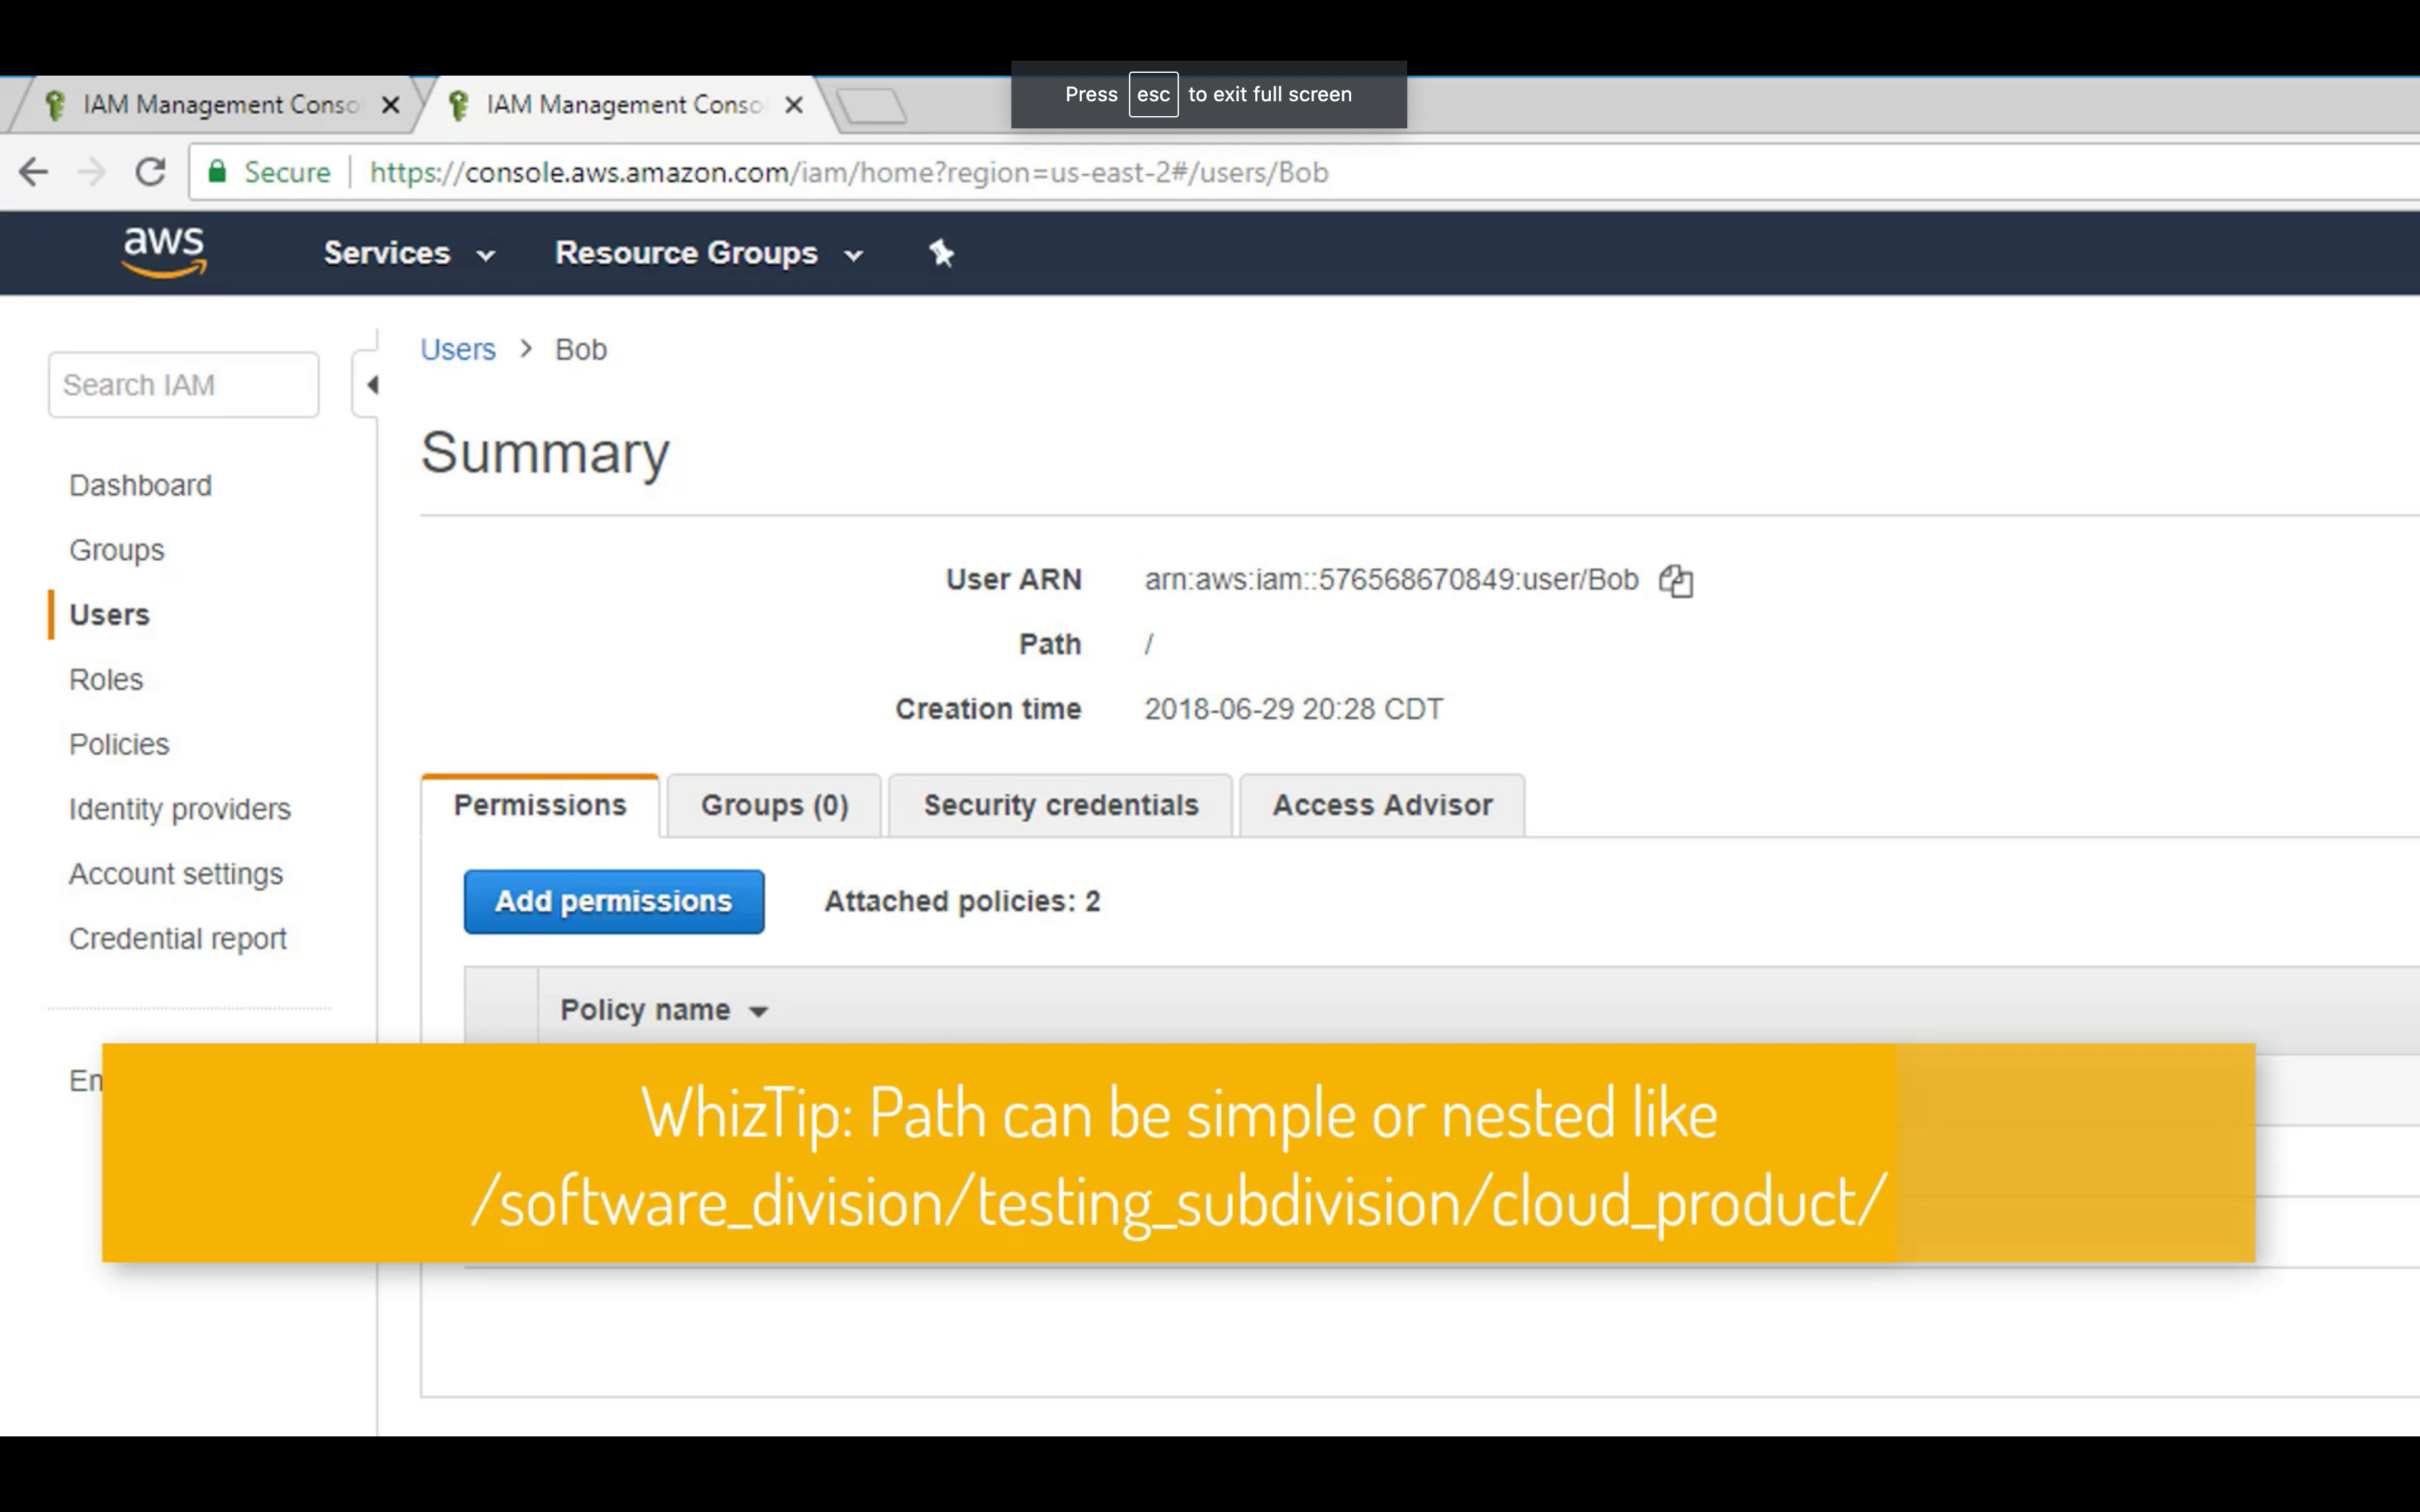 IAM Management Conso
IAM Management Conso
Press esc to exit full screen
Secure https://console.aws.amazon.com/iam/home?region=us-east-2#/users/Bob
aws Services Resource Groups
Search IAM
Dashboard
Groups
Users
Roles
Policies
Identity providers
Account settings
Credential report
En
Users > Bob
Summary
User ARN arn:aws:iam::576568670849:user/Bob
Path /
Creation time 2018-06-29 20:28 CDT
Permissions Groups (0) Security credentials Access Advisor
Add permissions Attached policies: 2
Policy name
WhizTip: Path can be simple or nested like
/software_division/testing_subdivision/cloud_product/